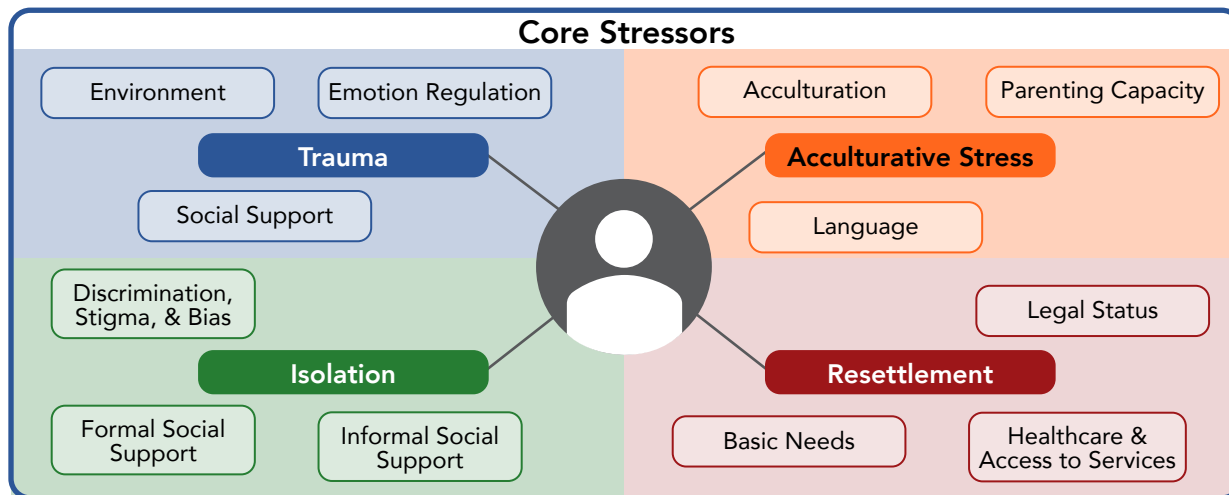 Core Stressors
Environment
Emotion Regulation
Trauma
Social Support
Acculturation
Parenting Capacity
Acculturative Stress
Language
Discrimination,
Stigma, & Bias
Isolation
Formal Social
Support
Informal Social
Support
Legal Status
Resettlement
Basic Needs
Healthcare &
Access to Services